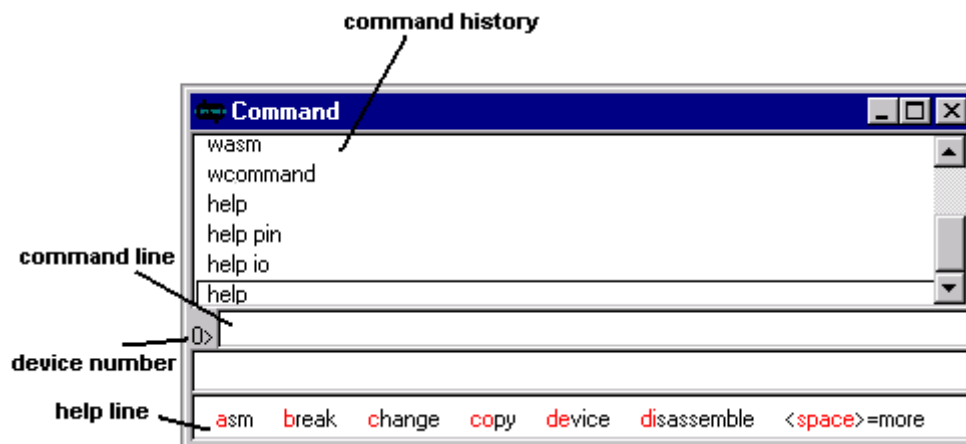 command history
Command
wasm
wcommand
help
help pin
command line
help io
help
0>
device number
help line
asm break change copy device disassemble <space>=more